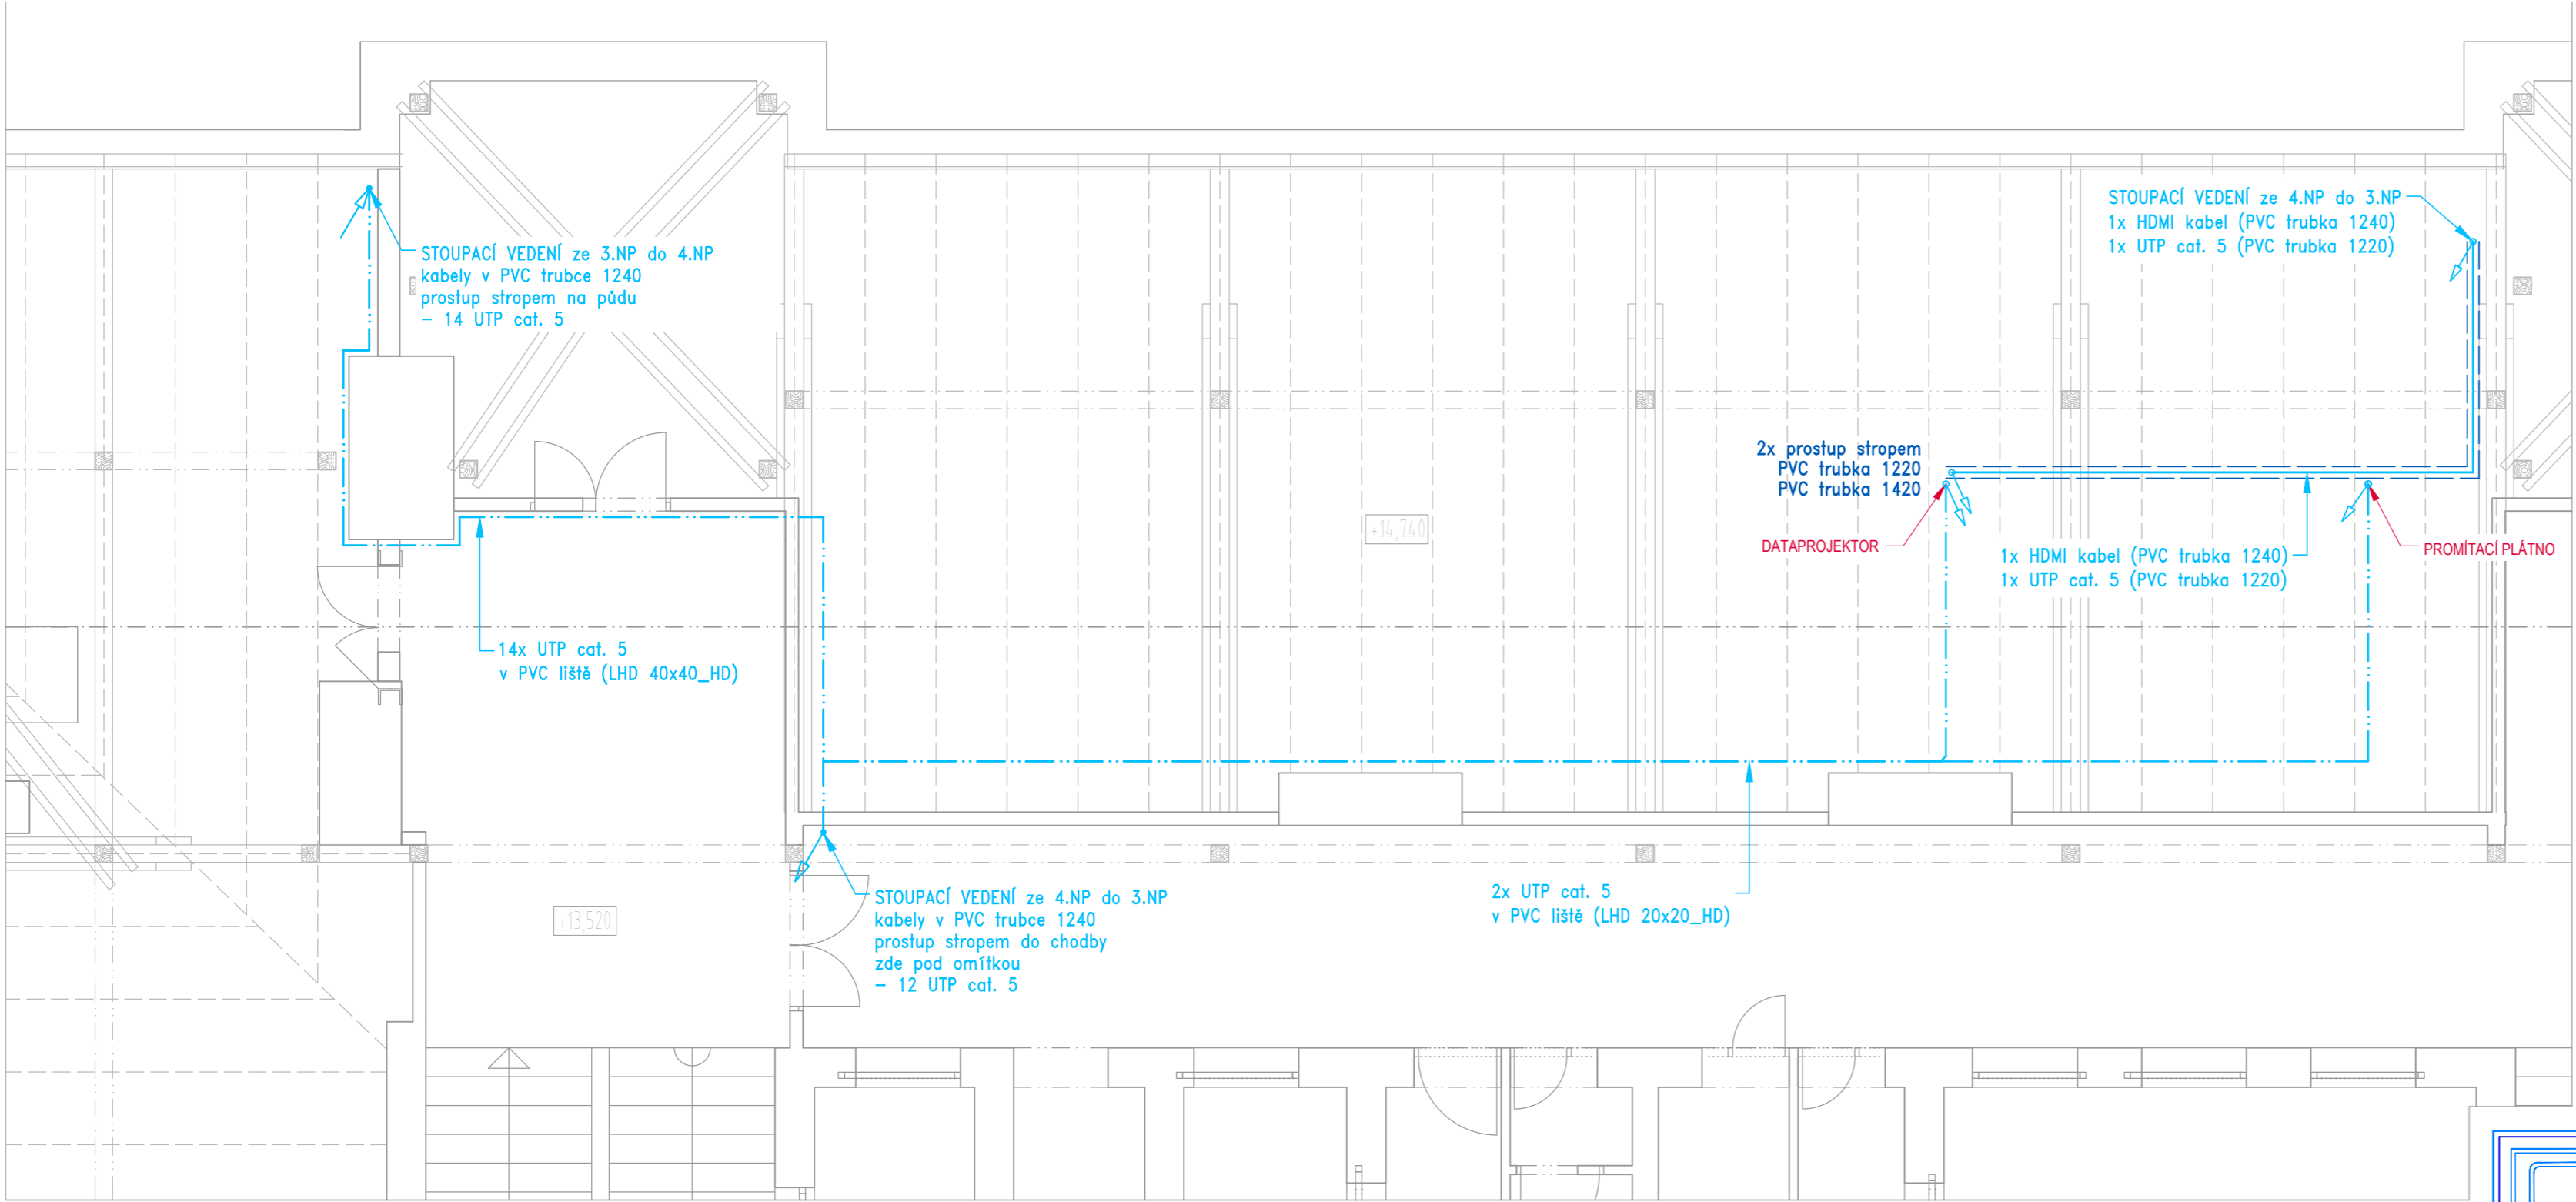 STOUPACÍ VEDENÍ ze 3.NP do 4.NP
kabely v PVC trubce 1240
prostup stropem na půdu
– 14 UTP cat. 5
STOUPACÍ VEDENÍ ze 4.NP do 3.NP
1x HDMI kabel (PVC trubka 1240)
1x UTP cat. 5 (PVC trubka 1220)
2x prostup stropem
PVC trubka 1220
PVC trubka 1420
+14,740
DATAPROJEKTOR
1x HDMI kabel (PVC trubka 1240)
1x UTP cat. 5 (PVC trubka 1220)
PROMÍTACÍ PLÁTNO
14x UTP cat. 5
v PVC liště (LHD 40x40_HD)
+13,520
STOUPACÍ VEDENÍ ze 4.NP do 3.NP
kabely v PVC trubce 1240
prostup stropem do chodby
zde pod omítkou
– 12 UTP cat. 5
2x UTP cat. 5
v PVC liště (LHD 20x20_HD)